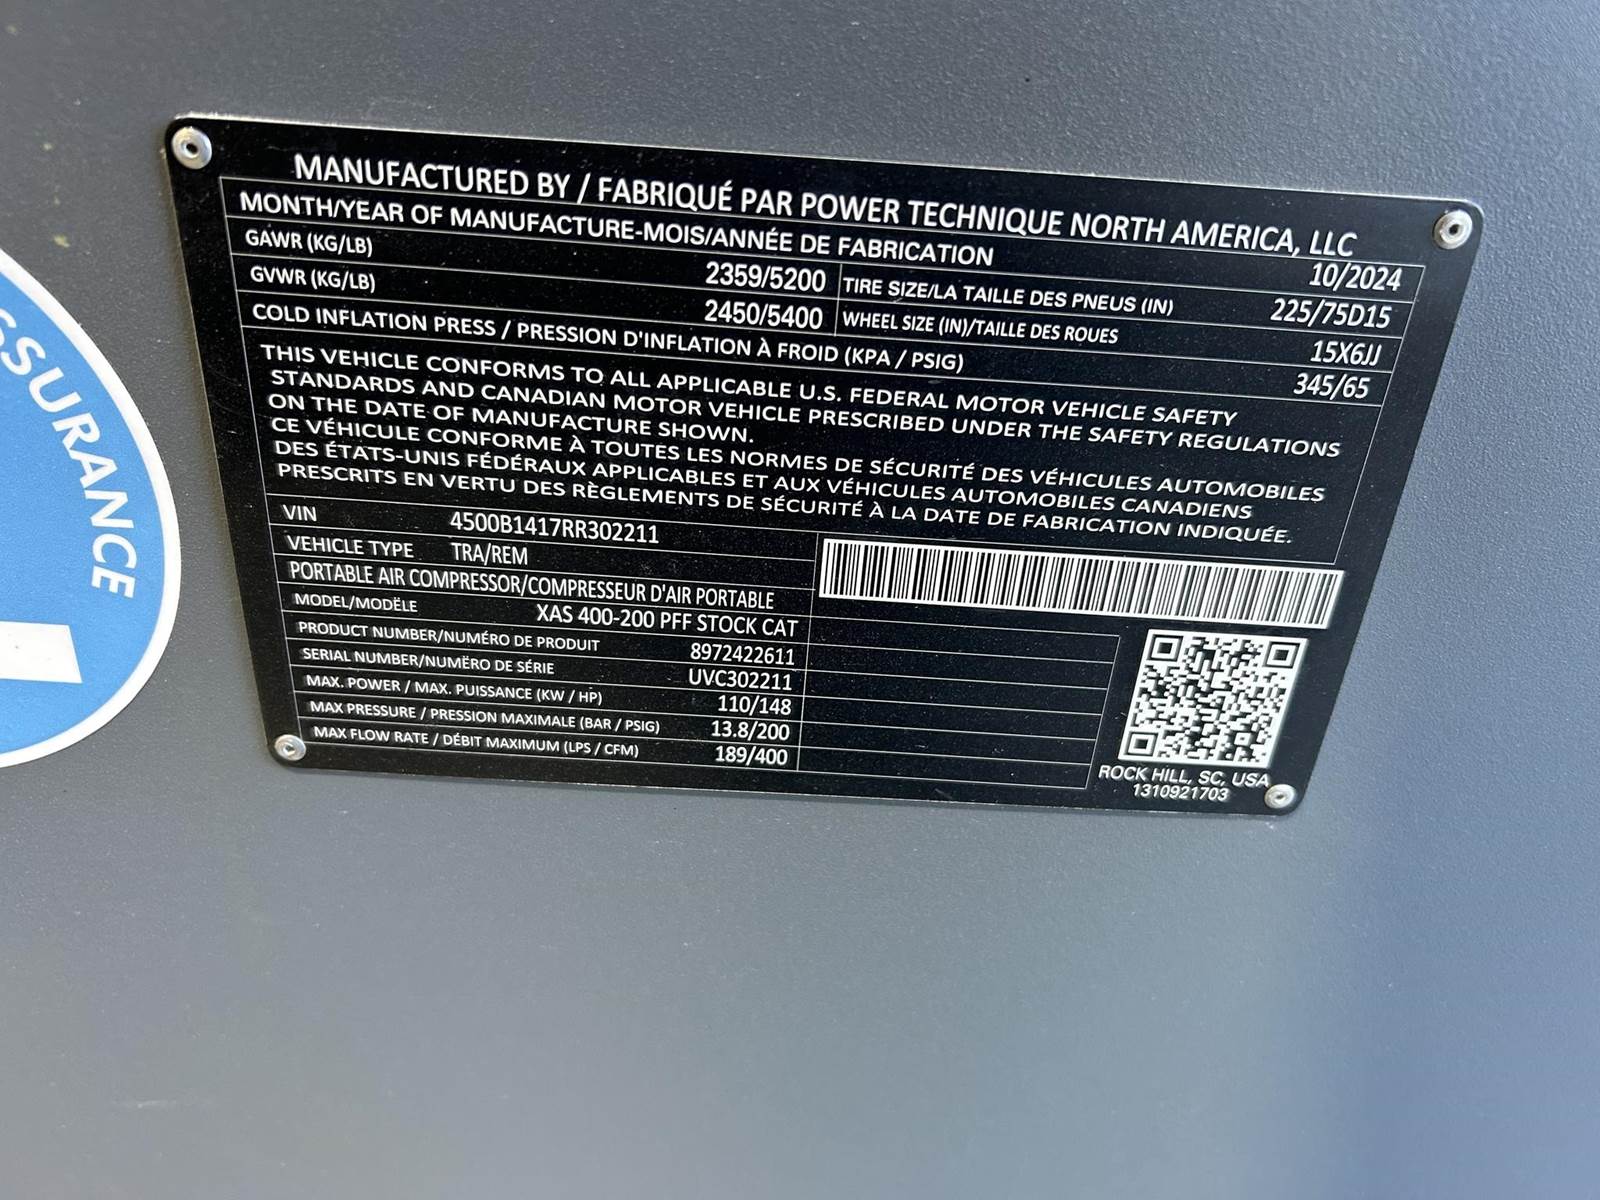 SSURANCE
MANUFACTURED BY / FABRIQUÉ PAR POWER TECHNIQUE NORTH AMERICA, LLC
MONTH/YEAR OF MANUFACTURE-MOIS/ANNÉE DE FABRICATION 10/2024
GAWR (KG/LB) 2359/5200 TIRE SIZE/LA TAILLE DES PNEUS (IN) 225/75D15
GVWR (KG/LB) 2450/5400 WHEEL SIZE (IN)/TAILLE DES ROUES 15X6JJ
COLD INFLATION PRESS / PRESSION D'INFLATION À FROID (KPA / PSIG) 345/65
THIS VEHICLE CONFORMS TO ALL APPLICABLE U.S. FEDERAL MOTOR VEHICLE SAFETY
STANDARDS AND CANADIAN MOTOR VEHICLE PRESCRIBED UNDER THE SAFETY REGULATIONS
ON THE DATE OF MANUFACTURE SHOWN.
CE VÉHICULE CONFORME À TOUTES LES NORMES DE SÉCURITÉ DES VÉHICULES AUTOMOBILES
DES ÉTATS-UNIS FÉDÉRAUX APPLICABLES ET AUX VÉHICULES AUTOMOBILES CANADIENS
PRESCRITS EN VERTU DES RÈGLEMENTS DE SÉCURITÉ À LA DATE DE FABRICATION INDIQUÉE.
VIN 4500B1417RR302211
VEHICLE TYPE TRA/REM
PORTABLE AIR COMPRESSOR/COMPRESSEUR D'AIR PORTABLE
MODEL/MODËLE XAS 400-200 PFF STOCK CAT
PRODUCT NUMBER/NUMÉRO DE PRODUIT 8972422611
SERIAL NUMBER/NUMËRO DE SÉRIE UVC302211
MAX. POWER / MAX. PUISSANCE (KW / HP) 110/148
MAX PRESSURE / PRESSION MAXIMALE (BAR / PSIG) 13.8/200
MAX FLOW RATE / DÉBIT MAXIMUM (LPS / CFM) 189/400
ROCK HILL, SC, USA
1310921703